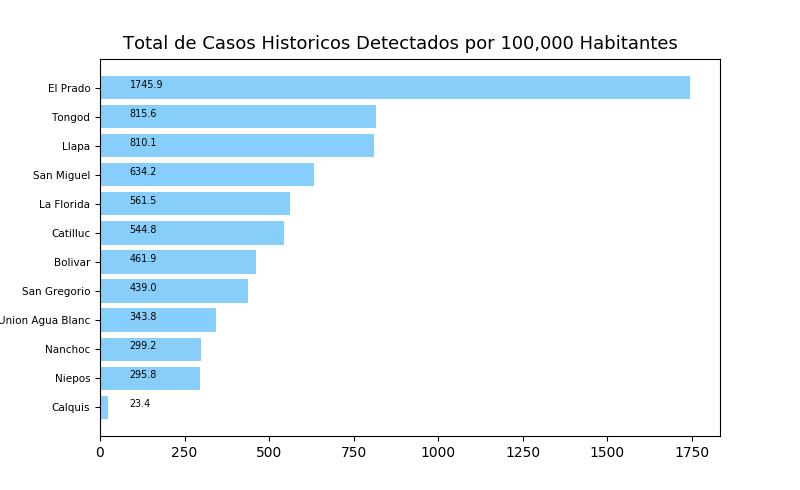 Total de Casos Historicos Detectados por 100,000 Habitantes
El Prado 1745.9
Tongod 815.6
Llapa 810.1
San Miguel 634.2
La Florida 561.5
Catilluc 544.8
Bolivar 461.9
San Gregorio 439.0
Union Agua Blanc 343.8
Nanchoc 299.2
Niepos 295.8
Calquis 23.4
0 250 500 750 1000 1250 1500 1750